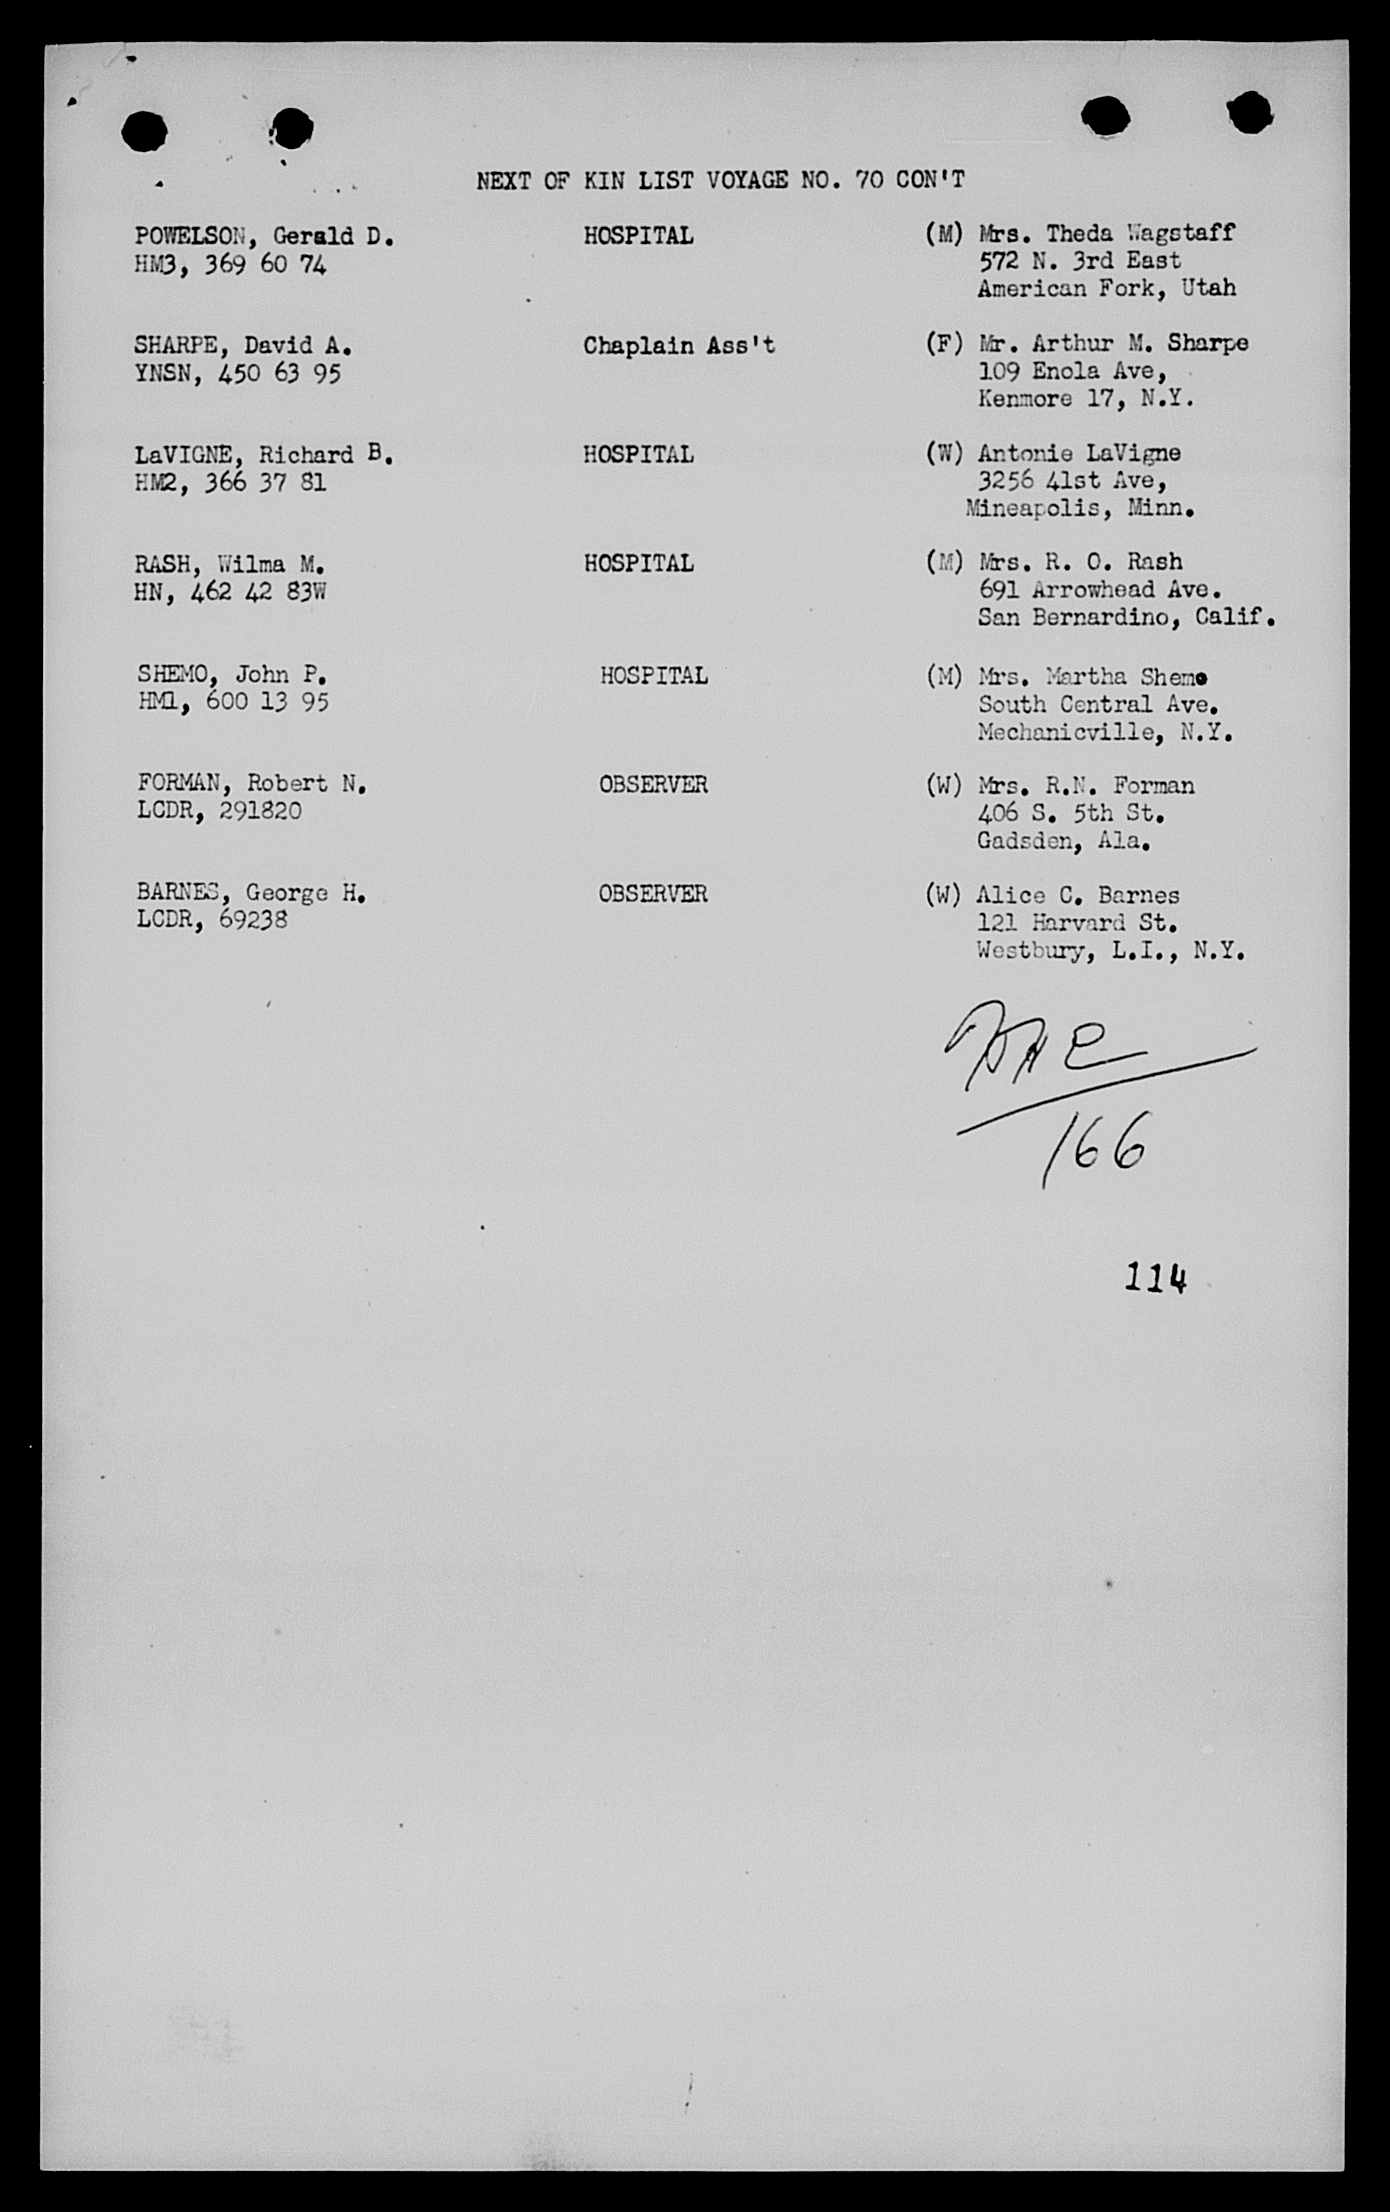 NEXT OF KIN LIST VOYAGE NO. 70 CON'T
POWELSON, Gerald D. HOSPITAL (M) Mrs. Theda Wagstaff
HM3, 369 60 74 572 N. 3rd East
American Fork, Utah
SHARPE, David A. Chaplain Ass't (F) Mr. Arthur M. Sharpe
YNSN, 450 63 95 109 Enola Ave,
Kenmore 17, N.Y.
LaVIGNE, Richard B. HOSPITAL (W) Antonie LaVigne
HM2, 366 37 81 3256 41st Ave,
Mineapolis, Minn.
RASH, Wilma M. HOSPITAL (M) Mrs. R. O. Rash
HN, 462 42 83W 691 Arrowhead Ave.
San Bernardino, Calif.
SHEMO, John P. HOSPITAL (M) Mrs. Martha Shemo
HM1, 600 13 95 South Central Ave.
Mechanicville, N.Y.
FORMAN, Robert N. OBSERVER (W) Mrs. R.N. Forman
LCDR, 291820 406 S. 5th St.
Gadsden, Ala.
BARNES, George H. OBSERVER (W) Alice C. Barnes
LCDR, 69238 121 Harvard St.
Westbury, L.I., N.Y.
166
114